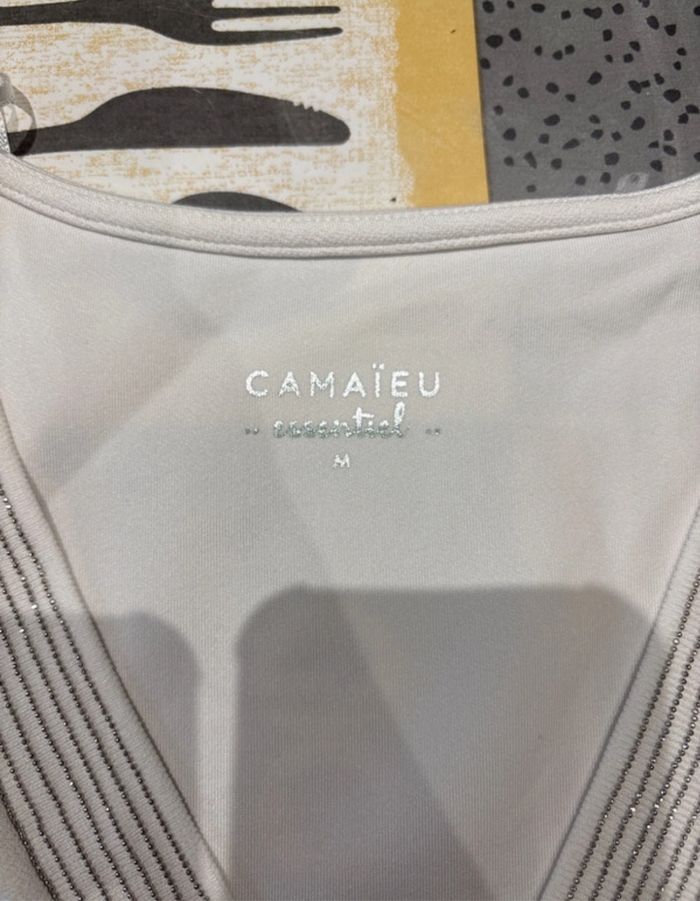 CAMAÏEU
- essentiel -
M